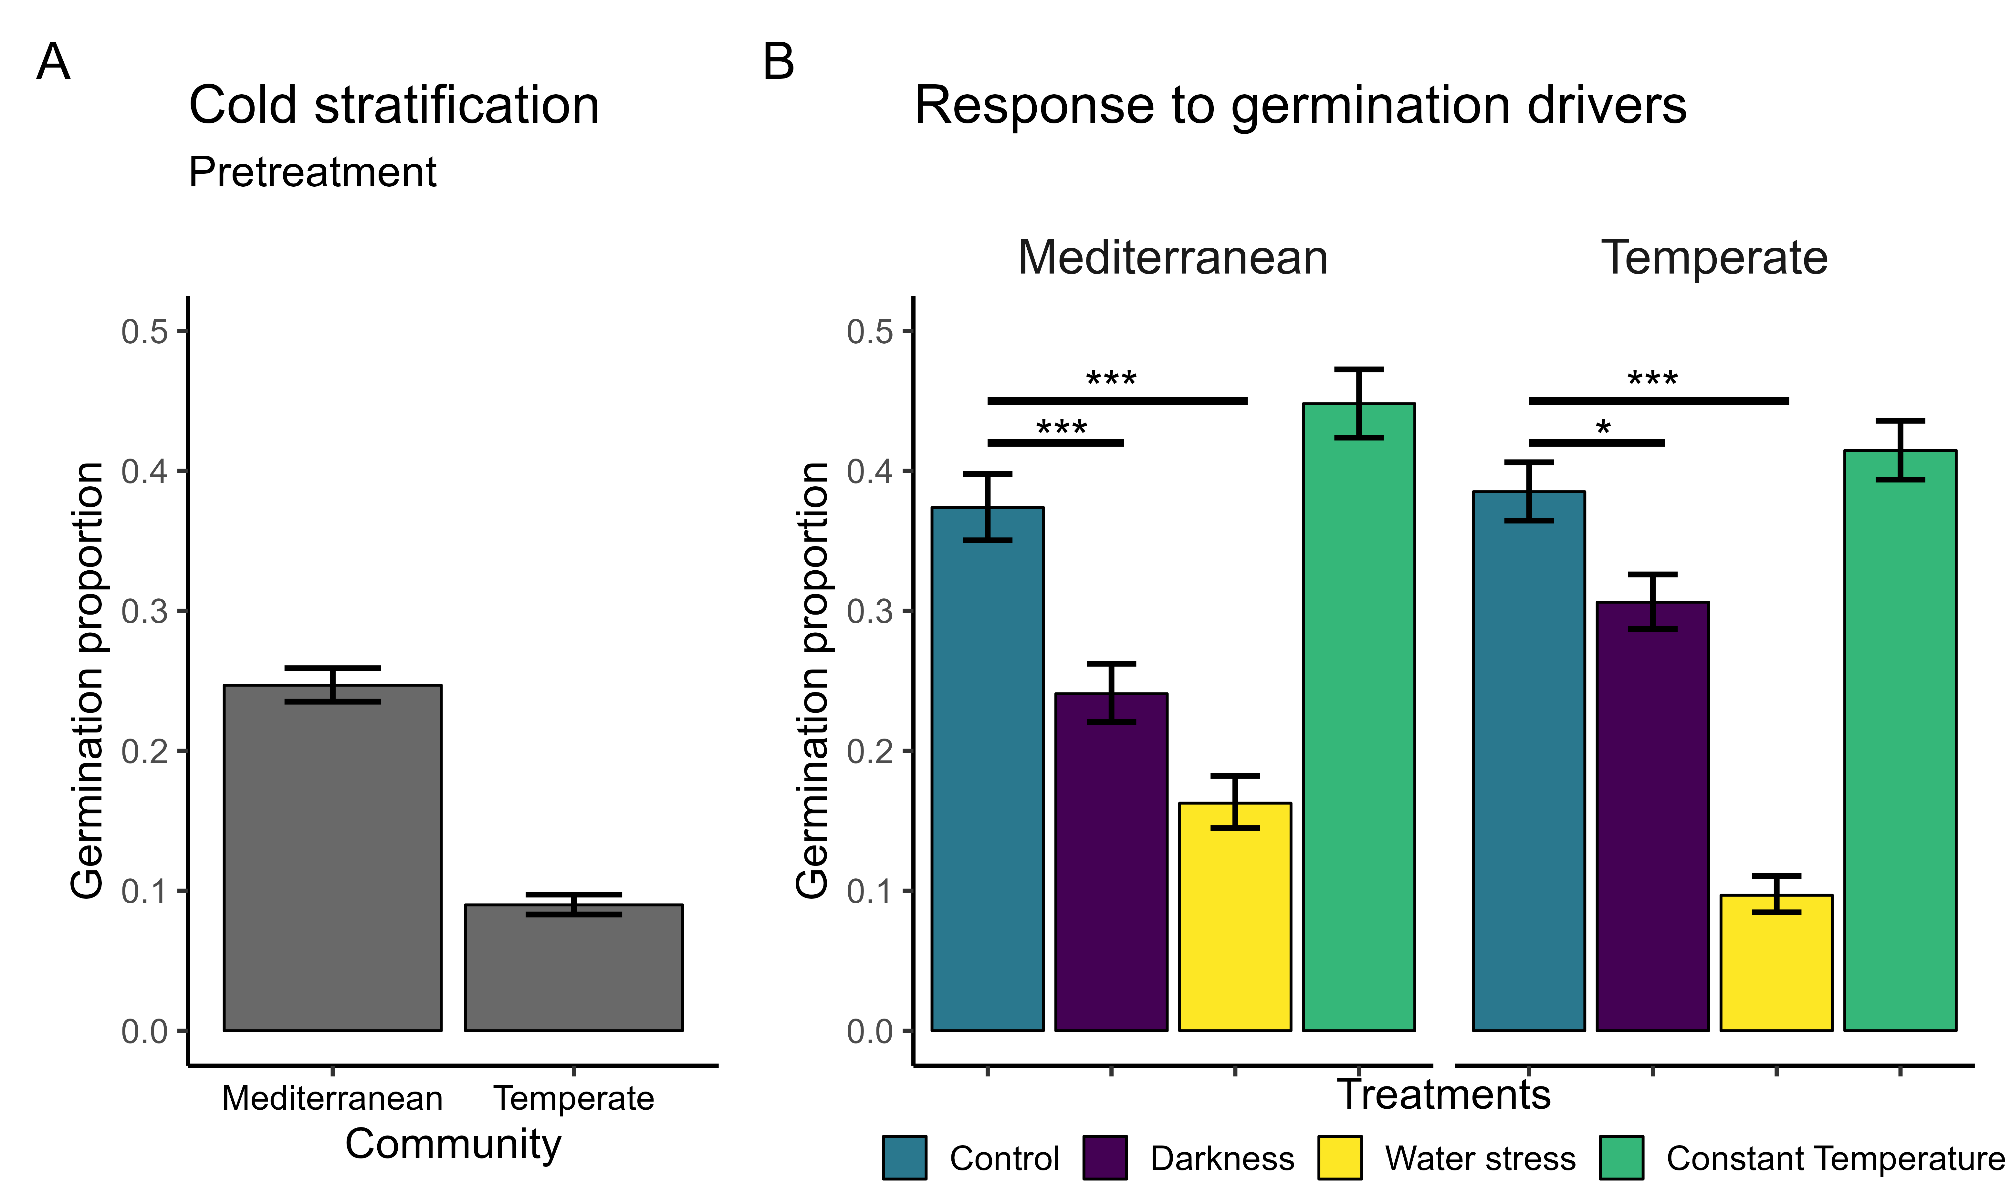 A
Cold stratification
Pretreatment
Germination proportion
0.5
0.4
0.3
0.2
0.1
0.0
Mediterranean Temperate
Community
B
Response to germination drivers
Mediterranean Temperate
Germination proportion
0.5
0.4
0.3
0.2
0.1
0.0
*** ***
*** *
Treatments
Control Darkness Water stress Constant Temperature